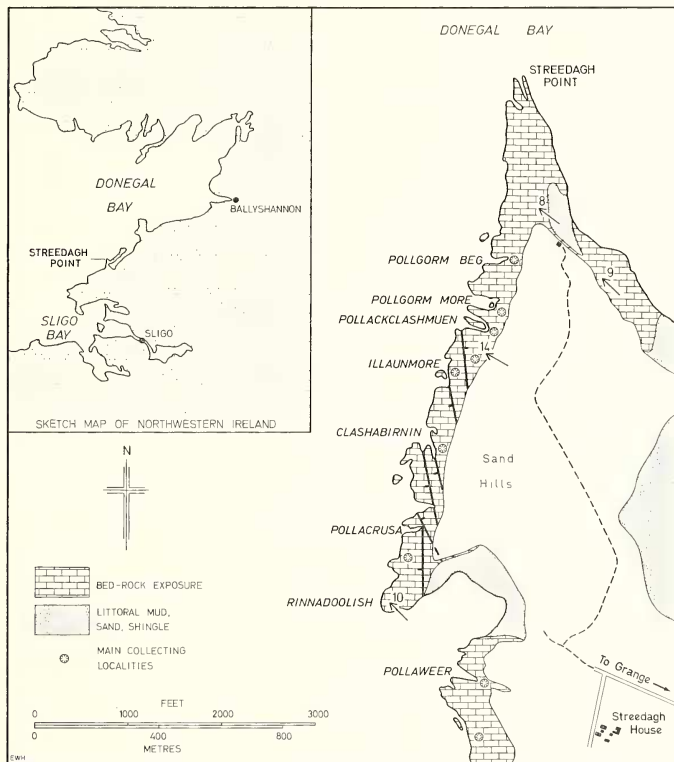 DONEGAL
BAY
BALLYSHANNON
STREEDAGH
POINT
SLIGO
BAY
SLIGO
SKETCH MAP OF NORTHWESTERN IRELAND
N
BED-ROCK EXPOSURE
LITTORAL MUD,
SAND, SHINGLE
MAIN COLLECTING
LOCALITIES
FEET
0 1000 2000 3000
0 400 800
METRES
EWH
DONEGAL BAY
STREEDAGH
POINT
8
9
POLLGORM BEG
POLLGORM MORE
POLLACKCLASHMUEN
14
ILLAUNMORE
CLASHABIRNIN
Sand
Hills
POLLACRUSA
RINNADOOLISH
10
POLLAWEER
To Grange
Streedagh
House